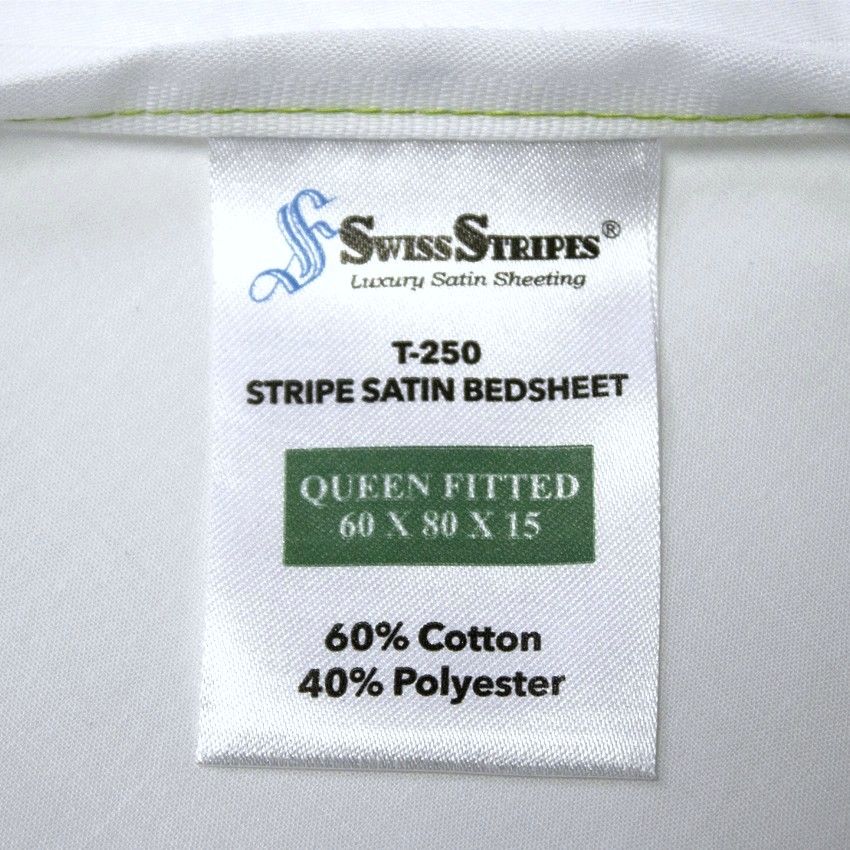 SWISSSTRIPES®
Luxury Satin Sheeting
T-250
STRIPE SATIN BEDSHEET
QUEEN FITTED
60 X 80 X 15
60% Cotton
40% Polyester